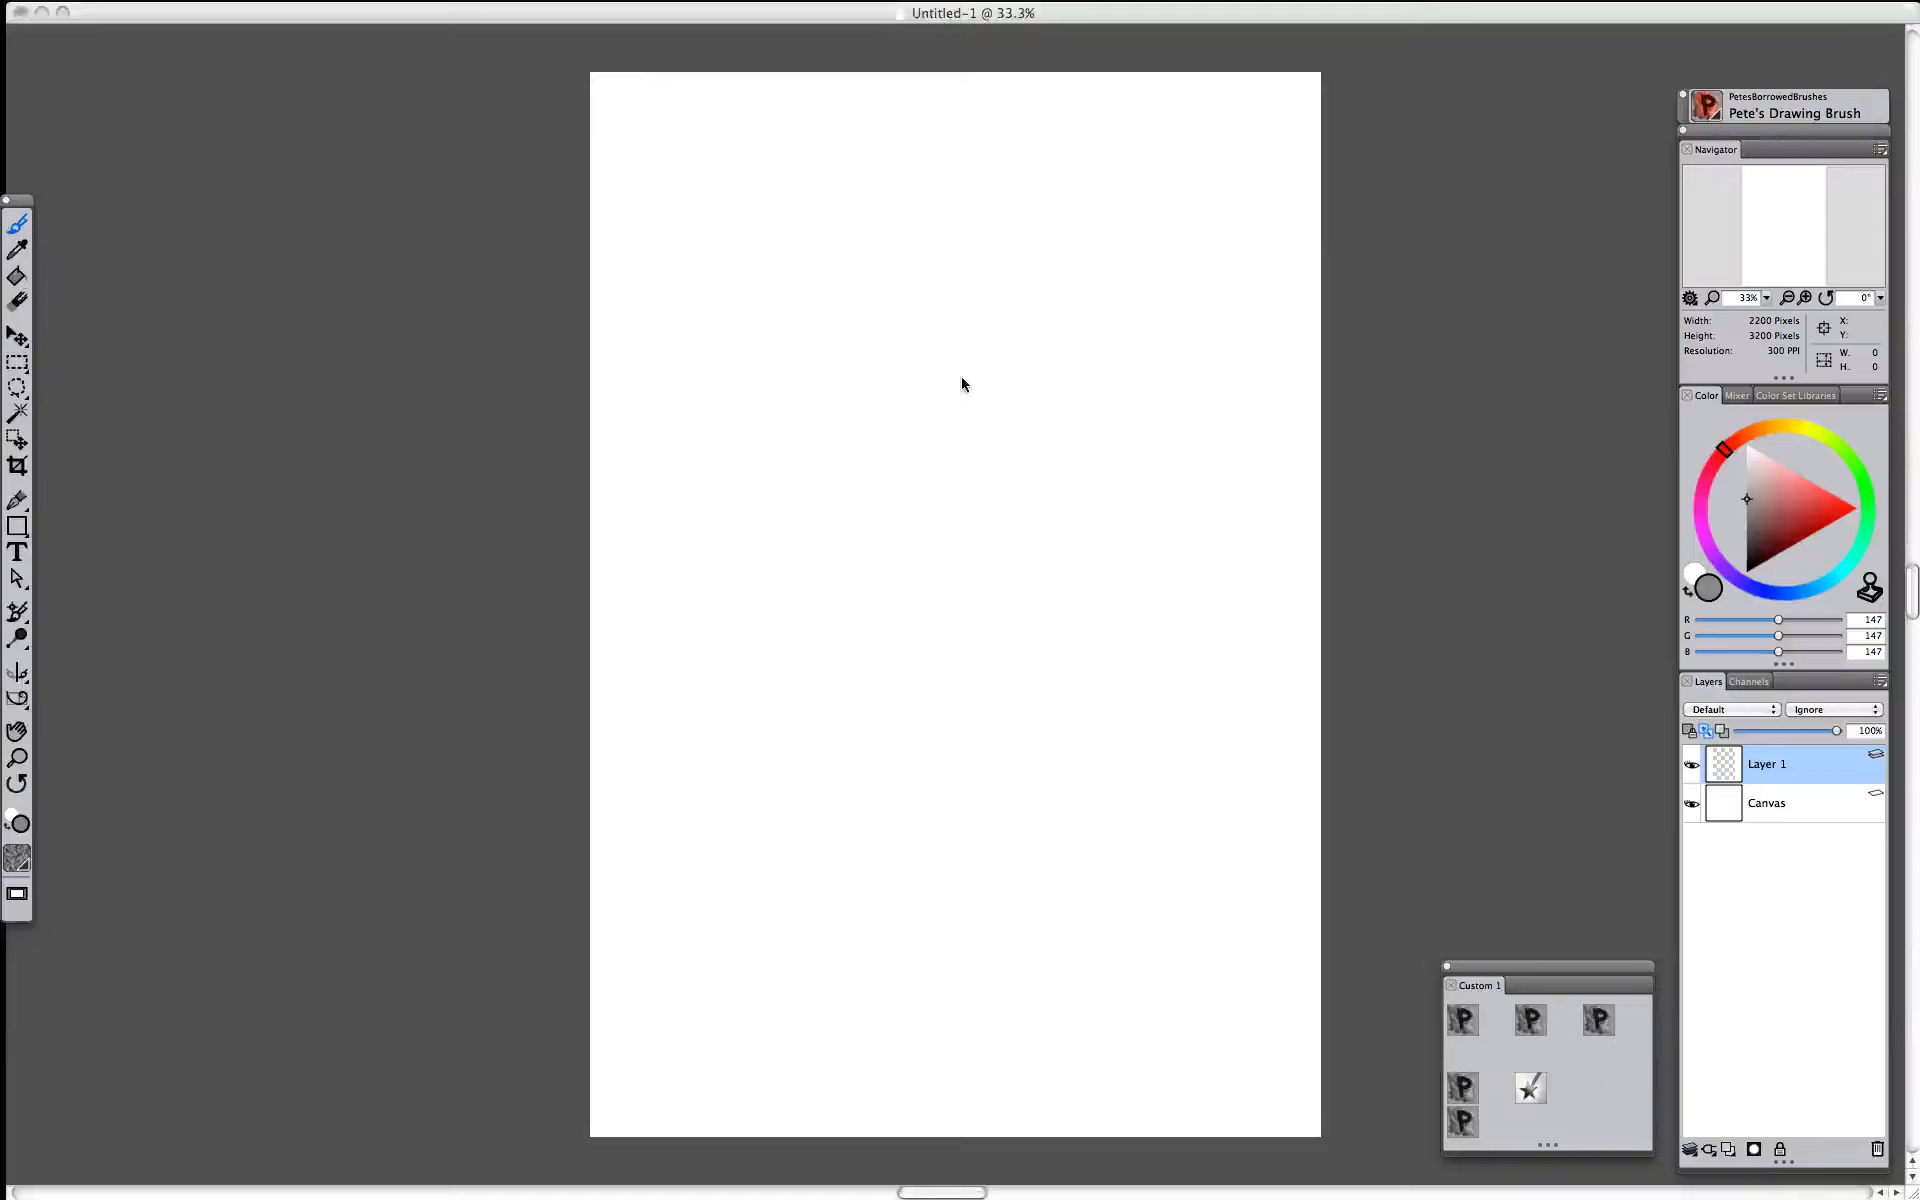 Untitled-1 @ 33.3%
PetesBorrowedBrushes
Pete's Drawing Brush
Navigator
33%
0°
Width: 2200 Pixels
Height: 3200 Pixels
Resolution: 300 PPI
X:
Y:
W. 0
H. 0
Color Mixer Color Set Libraries
R 147
G 147
B 147
Layers Channels
Default Ignore
100%
Layer 1
Canvas
T
Custom 1
P P P
P
P